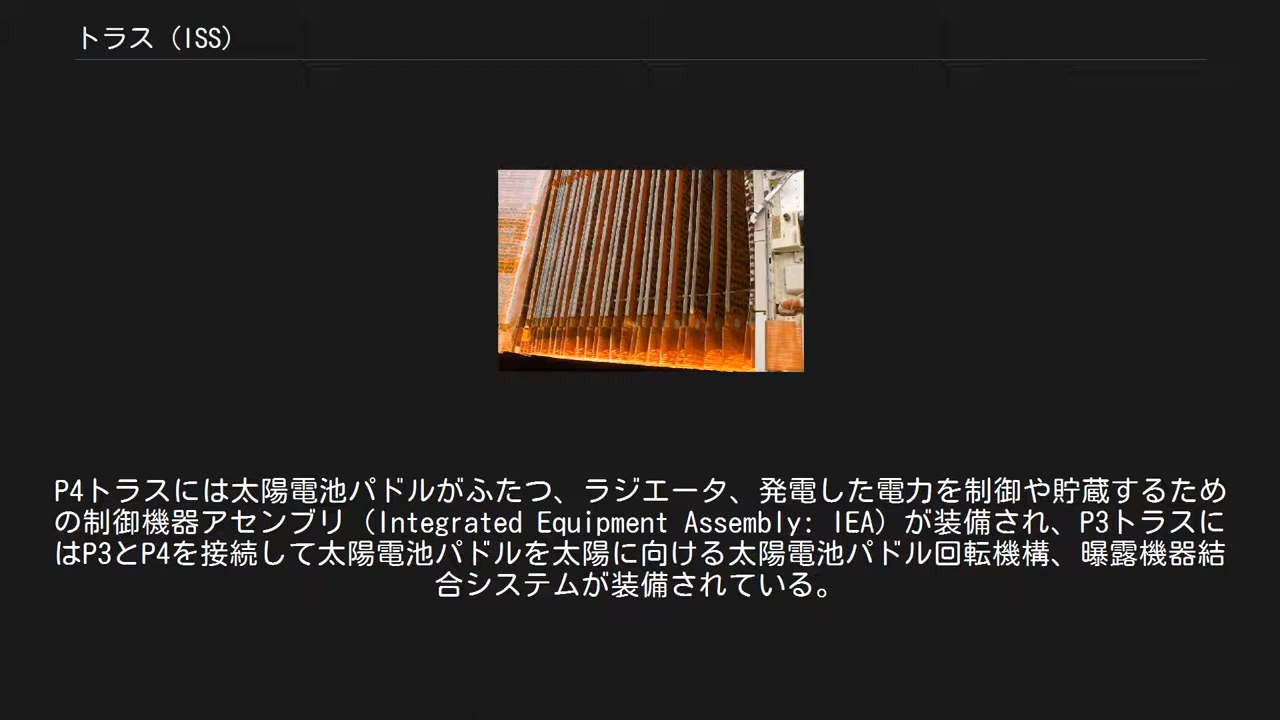 トラス（ISS）
P4トラスには太陽電池パドルがふたつ、ラジエータ、発電した電力を制御や貯蔵するため
の制御機器アセンブリ（Integrated Equipment Assembly: IEA）が装備され、P3トラスに
はP3とP4を接続して太陽電池パドルを太陽に向ける太陽電池パドル回転機構、曝露機器結
合システムが装備されている。